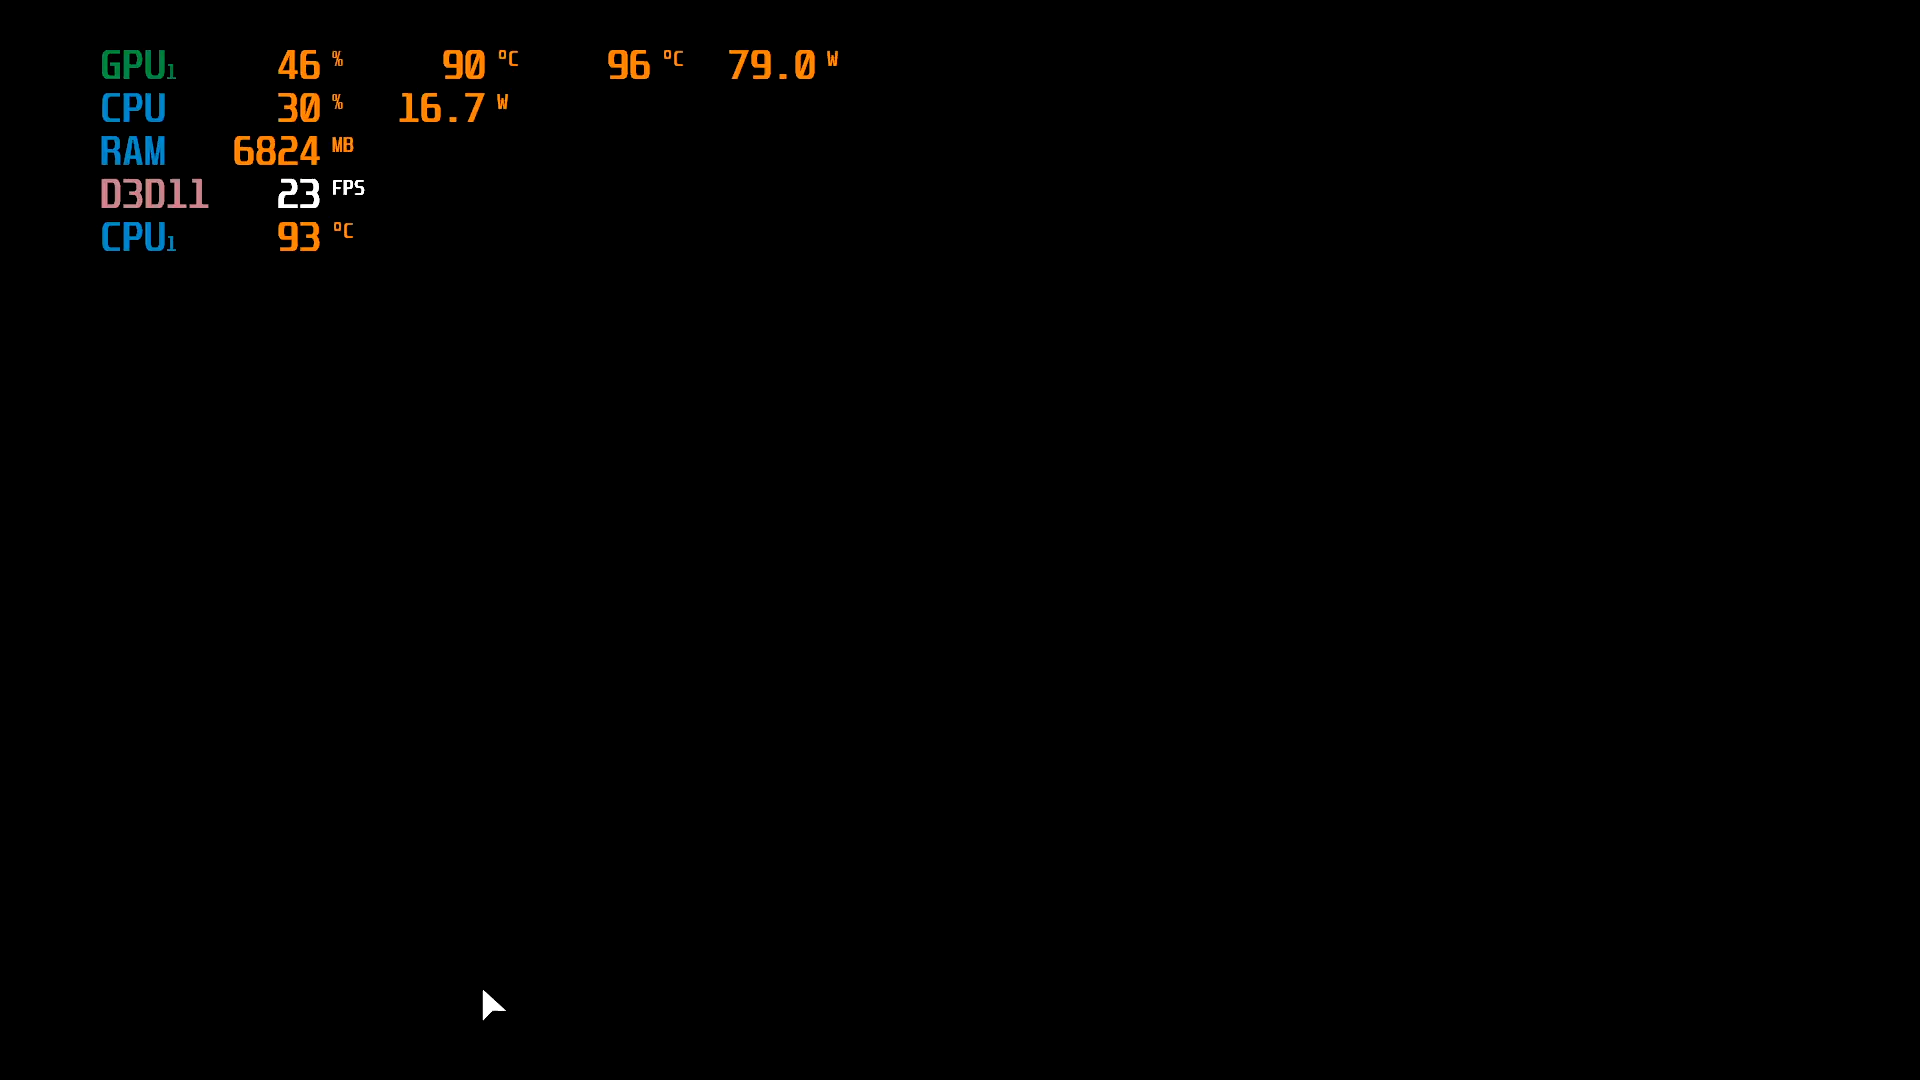 GPU1 46 % 90 °C 96 °C 79.0 W
CPU 30 % 16.7 W
RAM 6824 MB
D3D11 23 FPS
CPU1 93 °C